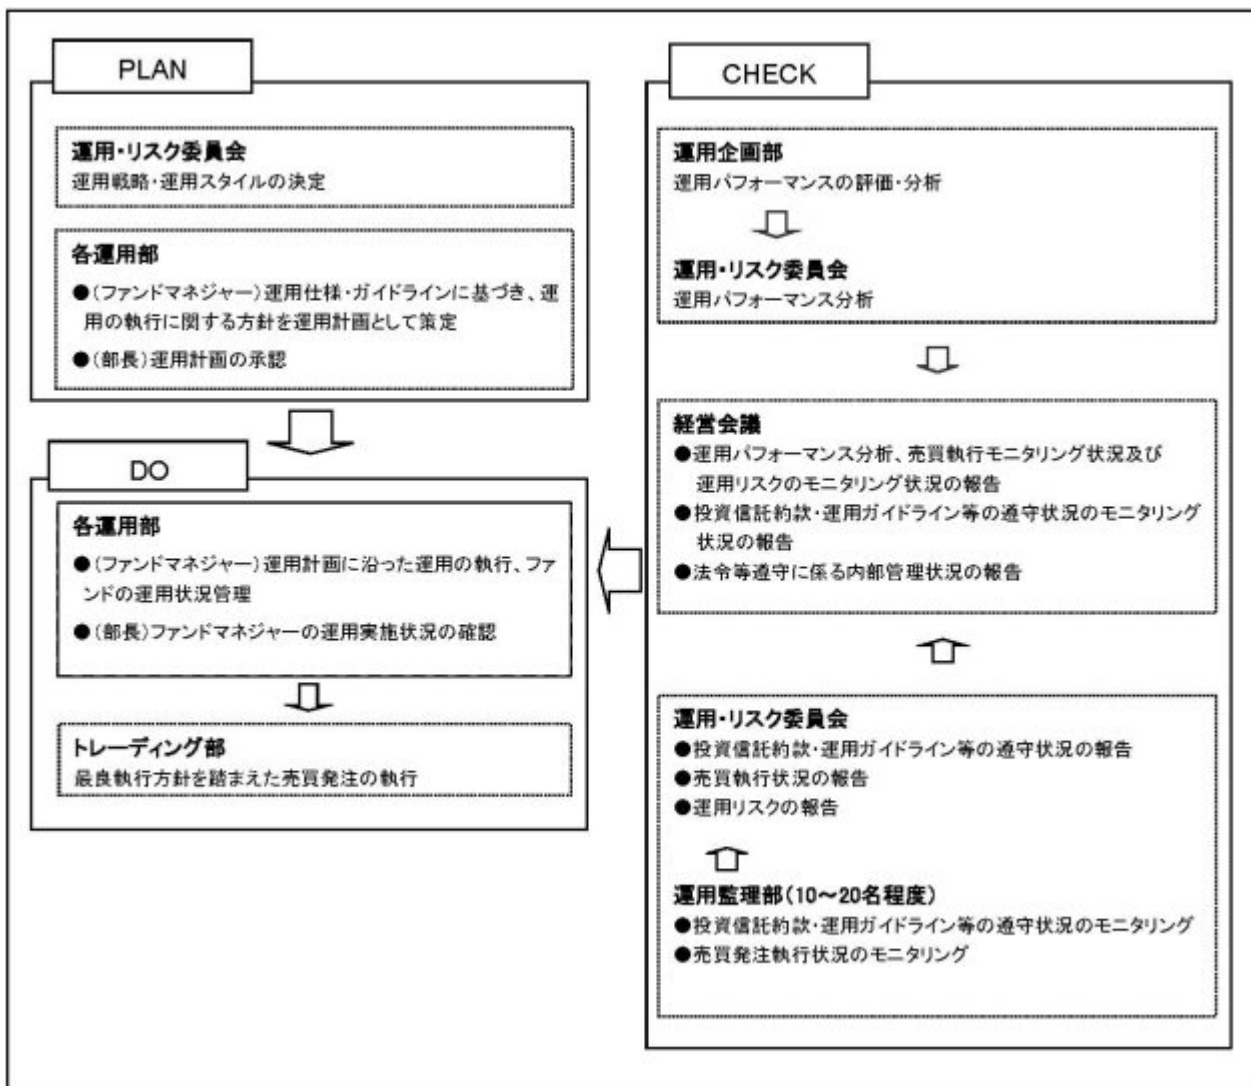 PLAN
運用・リスク委員会
運用戦略・運用スタイルの決定
各運用部
●(ファンドマネジャー)運用仕様・ガイドラインに基づき、運
用の執行に関する方針を運用計画として策定
●(部長)運用計画の承認
DO
各運用部
●(ファンドマネジャー)運用計画に沿った運用の執行、ファ
ンドの運用状況管理
●(部長)ファンドマネジャーの運用実施状況の確認
トレーディング部
最良執行方針を踏まえた売買発注の執行
CHECK
運用企画部
運用パフォーマンスの評価・分析
運用・リスク委員会
運用パフォーマンス分析
経営会議
●運用パフォーマンス分析、売買執行モニタリング状況及び
運用リスクのモニタリング状況の報告
●投資信託約款・運用ガイドライン等の遵守状況のモニタリング
状況の報告
●法令等遵守に係る内部管理状況の報告
運用・リスク委員会
●投資信託約款・運用ガイドライン等の遵守状況の報告
●売買執行状況の報告
●運用リスクの報告
運用監理部(10～20名程度)
●投資信託約款・運用ガイドライン等の遵守状況のモニタリング
●売買発注執行状況のモニタリング